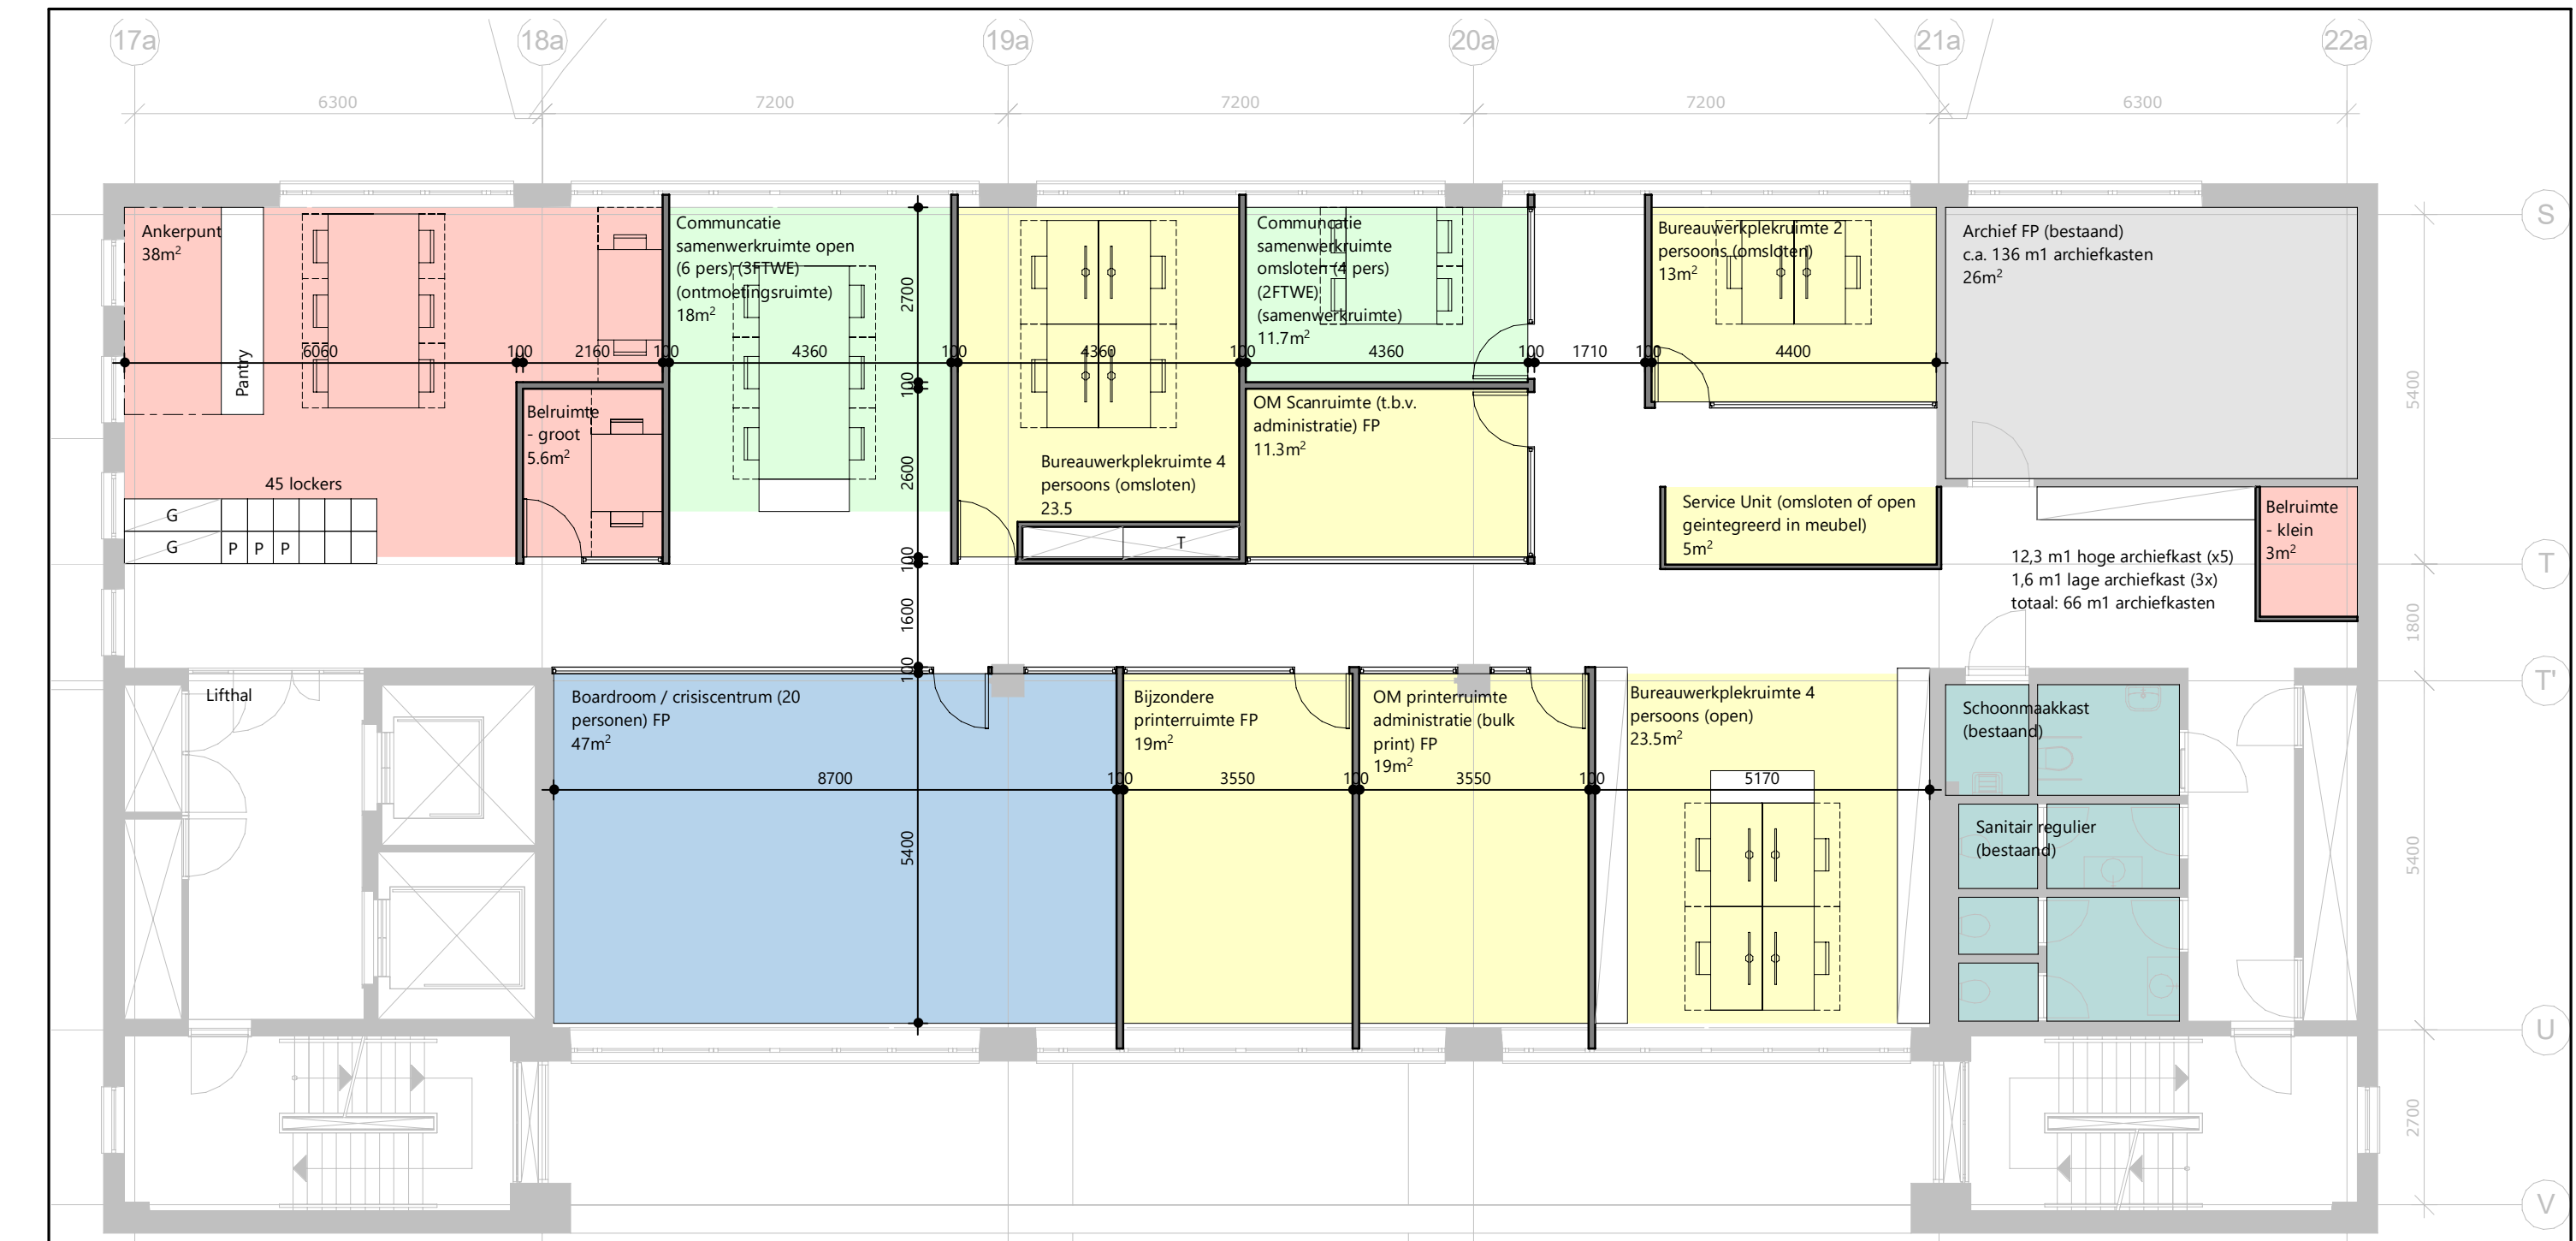 17a
18a
19a
20a
21a
22a
6300
7200
7200
7200
6300
Ankerpunt
38m²
Pantry
45 lockers
G
G P P P
Belruimte
- groot
5.6m²
Communcatie
samenwerkruimte open
(6 pers) (3FTWE)
(ontmoetingsruimte)
18m²
Bureauwerkplekruimte 4
persoons (omsloten)
23.5
T
Communcatie
samenwerkruimte
omsloten (4 pers)
(2FTWE)
(samenwerkruimte)
11.7m²
OM Scanruimte (t.b.v.
administratie) FP
11.3m²
Bureauwerkplekruimte 2
persoons (omsloten)
13m²
Service Unit (omsloten of open
geintegreerd in meubel)
5m²
Archief FP (bestaand)
c.a. 136 m1 archiefkasten
26m²
Belruimte
- klein
3m²
12,3 m1 hoge archiefkast (x5)
1,6 m1 lage archiefkast (3x)
totaal: 66 m1 archiefkasten
6060 100 2160 100 4360 100 4360 100 4360 100 1710 100 4400
2700
100
2600
100
1600
100
5400
Lifthal
Boardroom / crisiscentrum (20
personen) FP
47m²
Bijzondere
printerruimte FP
19m²
OM printerruimte
administratie (bulk
print) FP
19m²
Bureauwerkplekruimte 4
persoons (open)
23.5m²
8700 100 3550 100 3550 100 5170
Schoonmaakkast
(bestaand)
Sanitair regulier
(bestaand)
S
5400
T
1800
T'
5400
U
2700
V